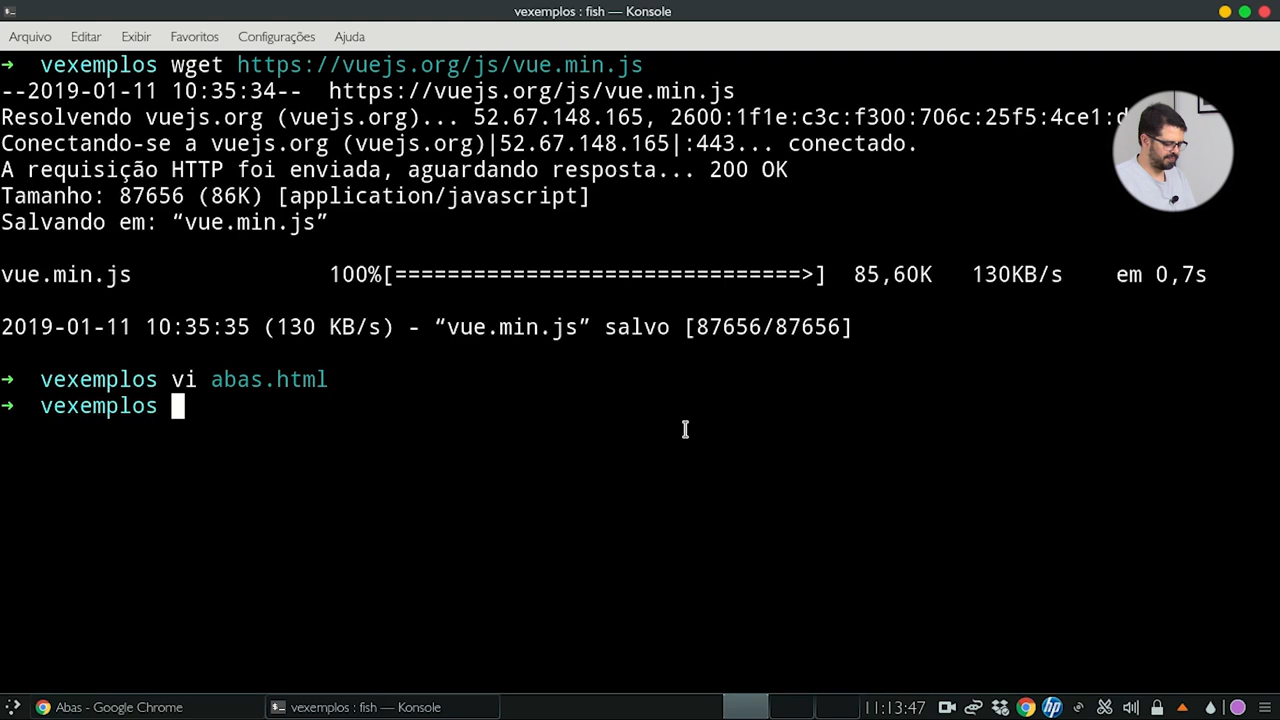 vexemplos : fish — Konsole
Arquivo Editar Exibir Favoritos Configurações Ajuda
➜ vexemplos wget https://vuejs.org/js/vue.min.js
--2019-01-11 10:35:34-- https://vuejs.org/js/vue.min.js
Resolvendo vuejs.org (vuejs.org)... 52.67.148.165, 2600:1f1e:c3c:f300:706c:25f5:4ce1:
Conectando-se a vuejs.org (vuejs.org)|52.67.148.165|:443... conectado.
A requisição HTTP foi enviada, aguardando resposta... 200 OK
Tamanho: 87656 (86K) [application/javascript]
Salvando em: “vue.min.js”
vue.min.js 100%[===============================>] 85,60K 130KB/s em 0,7s
2019-01-11 10:35:35 (130 KB/s) - “vue.min.js” salvo [87656/87656]
➜ vexemplos vi abas.html
➜ vexemplos
Abas - Google Chrome vexemplos : fish — Konsole 11:13:47